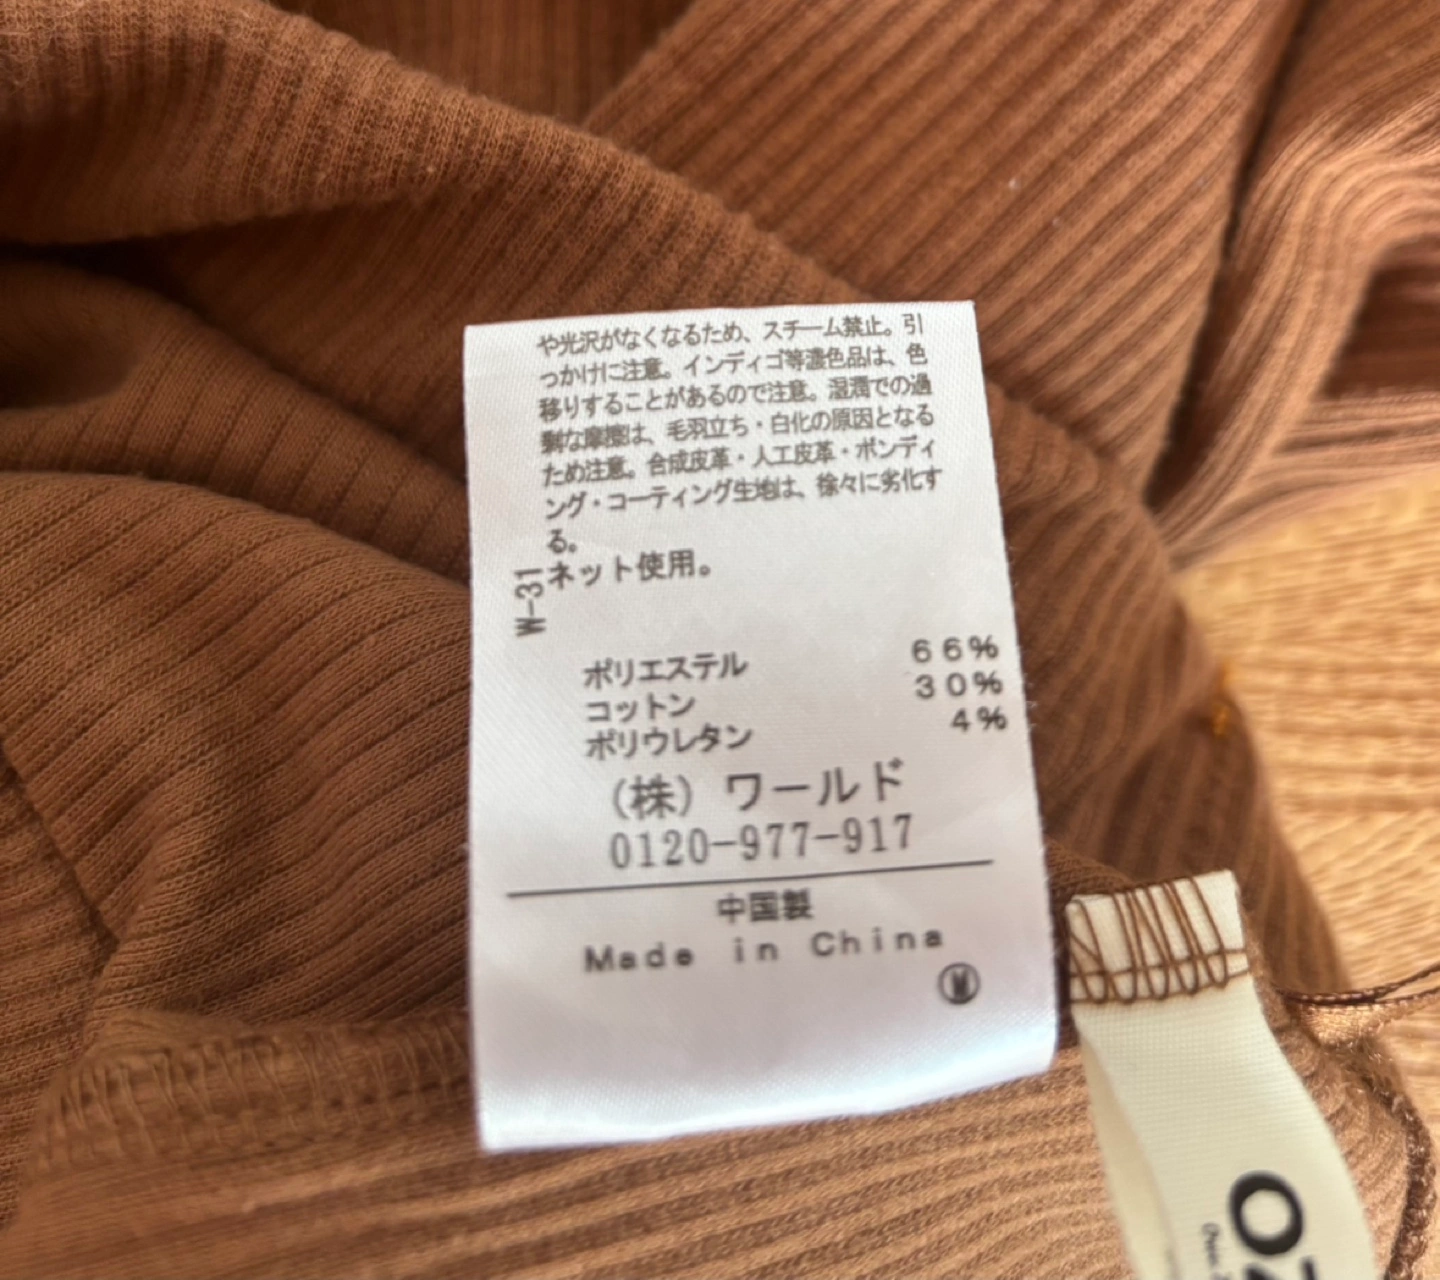 や光沢がなくなるため、スチーム禁止。引
っかけに注意。インディゴ等濃色品は、色
移りすることがあるので注意。湿潤での過
剰な摩擦は、毛羽立ち・白化の原因となる
ため注意。合成皮革・人工皮革・ボンディ
ング・コーティング生地は、徐々に劣化す
る。
ネット使用。
W-31
ポリエステル 66%
コットン 30%
ポリウレタン 4%
(株)ワールド
0120-977-917
中国製
Made in China
Ⓜ
OZ